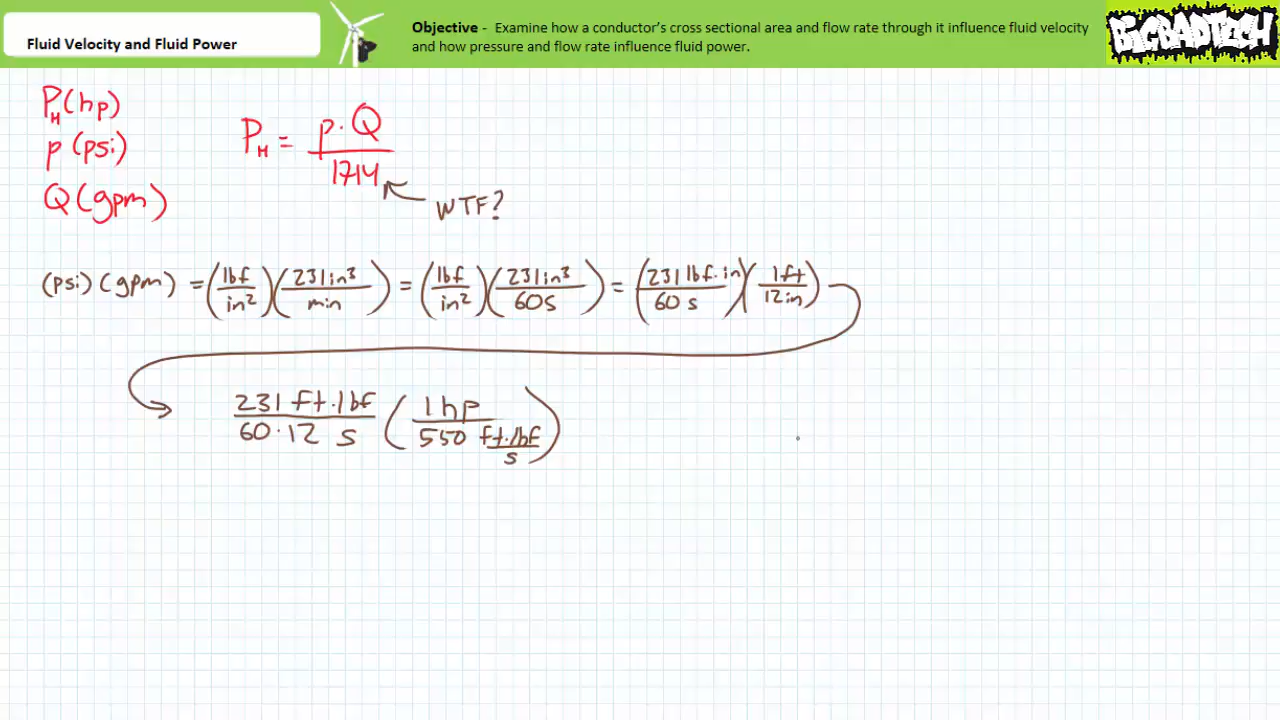 Fluid Velocity and Fluid Power
Objective - Examine how a conductor's cross sectional area and flow rate through it influence fluid velocity
and how pressure and flow rate influence fluid power.
BIGBADTECH
P_H (hp)
p (psi)
Q (gpm)
P_H = p · Q / 1714
WTF?
(psi)(gpm) = (lbf / in²)(231 in³ / min) = (lbf / in²)(231 in³ / 60 s) = (231 lbf · in / 60 s)(1 ft / 12 in)
231 ft · lbf / 60 · 12 s (1 hp / 550 ft · lbf / s)